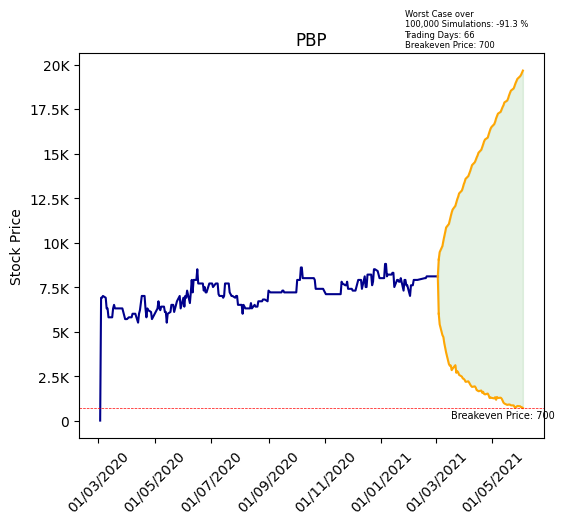 Worst Case over
100,000 Simulations: -91.3 %
Trading Days: 66
Breakeven Price: 700
PBP
20K
17.5K
15K
12.5K
10K
7.5K
5K
2.5K
0
Stock Price
Breakeven Price: 700
01/03/2020
01/05/2020
01/07/2020
01/09/2020
01/11/2020
01/01/2021
01/03/2021
01/05/2021